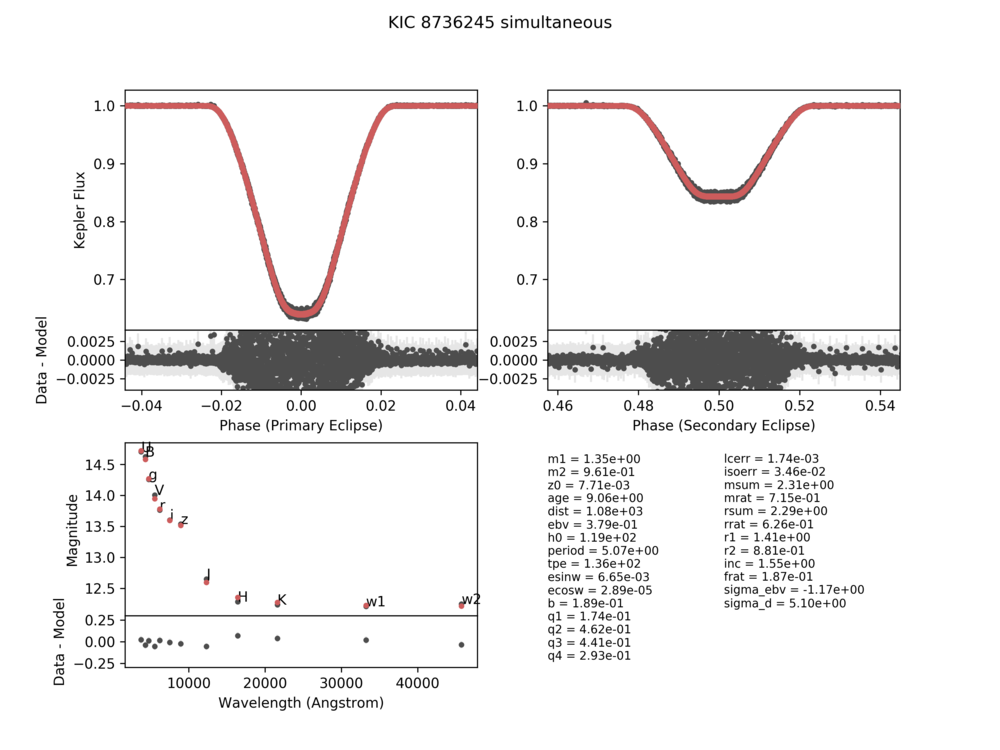 KIC 8736245 simultaneous
1.0
0.9
0.8
0.7
Kepler Flux
0.0025
0.0000
−0.0025
Data - Model
−0.04 −0.02 0.00 0.02 0.04
Phase (Primary Eclipse)
1.0
0.9
0.8
0.7
0.0025
0.0000
−0.0025
0.46 0.48 0.50 0.52 0.54
Phase (Secondary Eclipse)
14.5
14.0
13.5
13.0
12.5
Magnitude
U
B
g
V
r
i
z
J
H
K
w1
w2
0.25
0.00
−0.25
Data - Model
10000 20000 30000 40000
Wavelength (Angstrom)
m1 = 1.35e+00
m2 = 9.61e-01
z0 = 7.71e-03
age = 9.06e+00
dist = 1.08e+03
ebv = 3.79e-01
h0 = 1.19e+02
period = 5.07e+00
tpe = 1.36e+02
esinw = 6.65e-03
ecosw = 2.89e-05
b = 1.89e-01
q1 = 1.74e-01
q2 = 4.62e-01
q3 = 4.41e-01
q4 = 2.93e-01
lcerr = 1.74e-03
isoerr = 3.46e-02
msum = 2.31e+00
mrat = 7.15e-01
rsum = 2.29e+00
rrat = 6.26e-01
r1 = 1.41e+00
r2 = 8.81e-01
inc = 1.55e+00
frat = 1.87e-01
sigma_ebv = -1.17e+00
sigma_d = 5.10e+00